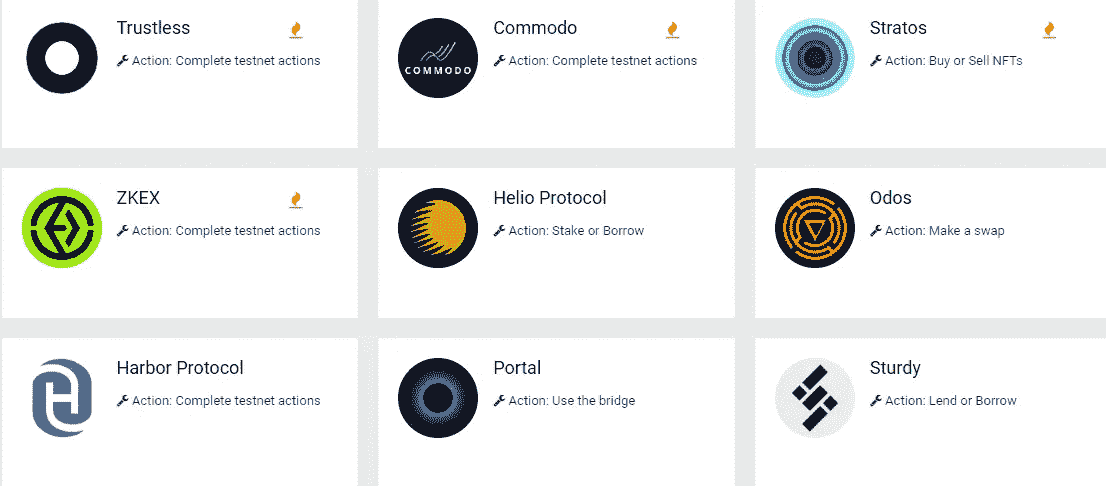 Trustless
Action: Complete testnet actions
Commodo
COMMODO
Action: Complete testnet actions
Stratos
Action: Buy or Sell NFTs
ZKEX
Action: Complete testnet actions
Helio Protocol
Action: Stake or Borrow
Odos
Action: Make a swap
Harbor Protocol
Action: Complete testnet actions
Portal
Action: Use the bridge
Sturdy
Action: Lend or Borrow